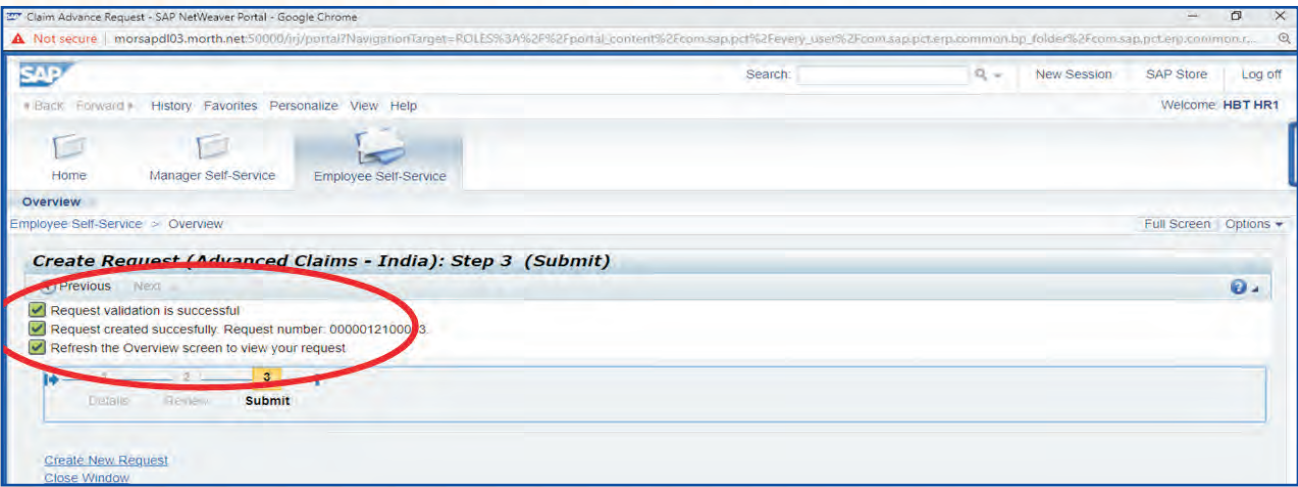 Claim Advance Request - SAP NetWeaver Portal - Google Chrome
Not secure | morsapdl03.morth.net:50000/irj/portal?NavigationTarget=ROLES%3A%2F%2Fportal_content%2Fcom.sap.pct%2Fevery_user%2Fcom.sap.pct.erp.common.bp_folder%2Fcom.sap.pct.erp.common.r...
SAP Search: New Session SAP Store Log off
Back Forward History Favorites Personalize View Help Welcome: HBT HR1
Home Manager Self-Service Employee Self-Service
Overview
Employee Self-Service > Overview Full Screen Options
Create Request (Advanced Claims - India): Step 3 (Submit)
Previous Next
Request validation is successful
Request created succesfully. Request number:
Refresh the Overview screen to view your request
1 2 3
Details Review Submit
Create New Request
Close Window